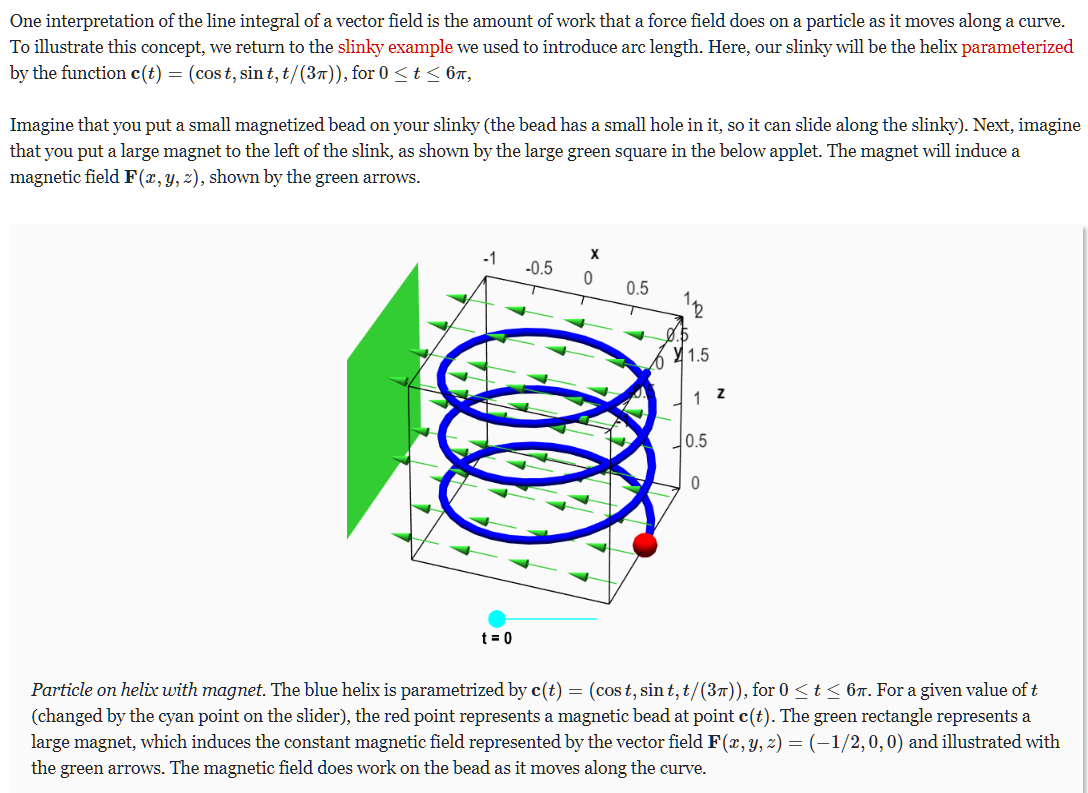 One interpretation of the line integral of a vector field is the amount of work that a force field does on a particle as it moves along a curve.
To illustrate this concept, we return to the slinky example we used to introduce arc length. Here, our slinky will be the helix parameterized
by the function c(t) = (cos t, sin t, t/(3π)), for 0 ≤ t ≤ 6π,
Imagine that you put a small magnetized bead on your slinky (the bead has a small hole in it, so it can slide along the slinky). Next, imagine
that you put a large magnet to the left of the slink, as shown by the large green square in the below applet. The magnet will induce a
magnetic field F(x, y, z), shown by the green arrows.
x
-1
-0.5
0
0.5
1
2
0.5
y
1.5
0
1
z
0.5
0
t = 0
Particle on helix with magnet. The blue helix is parametrized by c(t) = (cos t, sin t, t/(3π)), for 0 ≤ t ≤ 6π. For a given value of t
(changed by the cyan point on the slider), the red point represents a magnetic bead at point c(t). The green rectangle represents a
large magnet, which induces the constant magnetic field represented by the vector field F(x, y, z) = (−1/2, 0, 0) and illustrated with
the green arrows. The magnetic field does work on the bead as it moves along the curve.